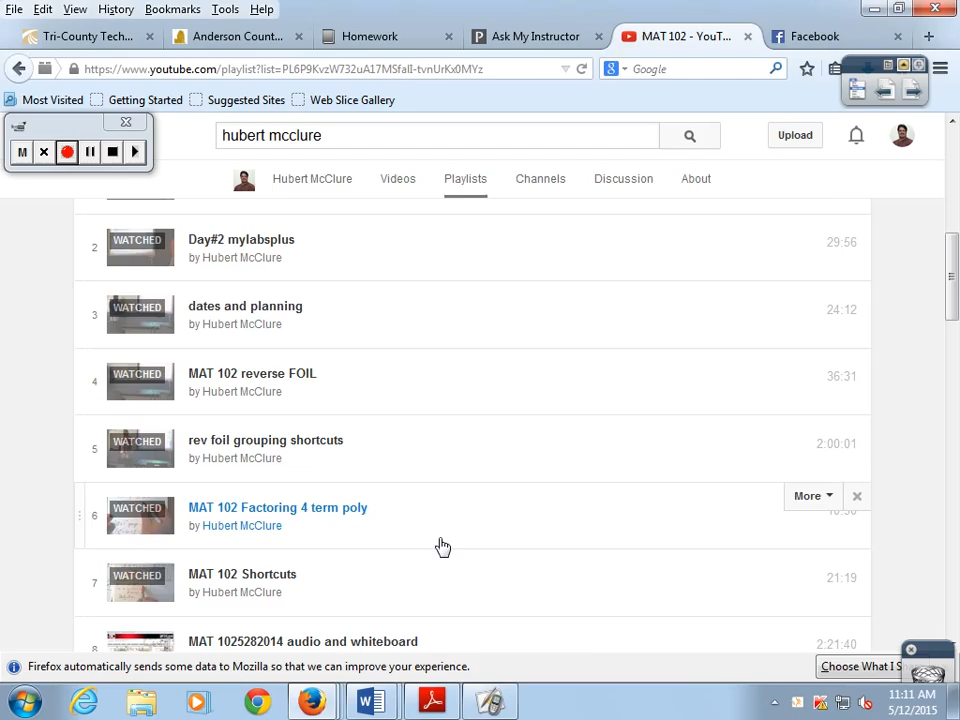 File Edit View History Bookmarks Tools Help
Tri-County Tech... Anderson Count... Homework Ask My Instructor MAT 102 - YouT... Facebook
https://www.youtube.com/playlist?list=PL6P9KvzW732uA17MSfaII-tvnUrKx0MYz Google
Most Visited Getting Started Suggested Sites Web Slice Gallery
M
hubert mcclure Upload
Hubert McClure Videos Playlists Channels Discussion About
2 WATCHED Day#2 mylabsplus 29:56
by Hubert McClure
3 WATCHED dates and planning 24:12
by Hubert McClure
4 WATCHED MAT 102 reverse FOIL 36:31
by Hubert McClure
5 WATCHED rev foil grouping shortcuts 2:00:01
by Hubert McClure
6 WATCHED MAT 102 Factoring 4 term poly More
by Hubert McClure
7 WATCHED MAT 102 Shortcuts 21:19
by Hubert McClure
8 MAT 1025282014 audio and whiteboard 2:21:40
Firefox automatically sends some data to Mozilla so that we can improve your experience. Choose What I S
11:11 AM
5/12/2015